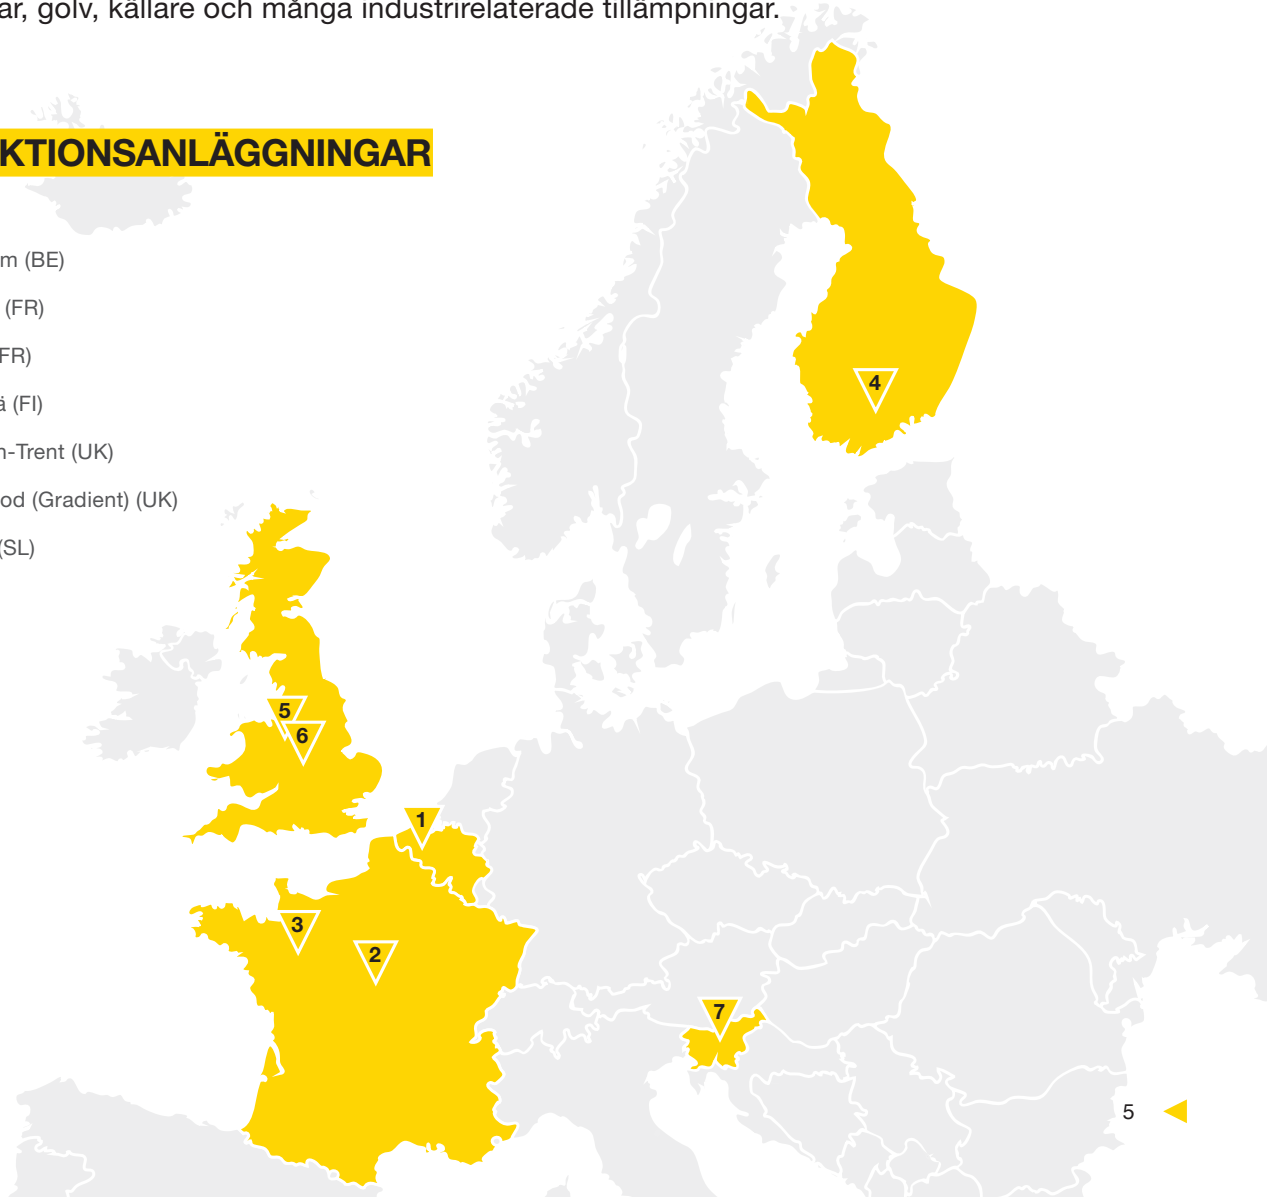 ar, golv, källare och många industrirelaterade tillämpningar.
KTIONSANLÄGGNINGAR
m (BE)
(FR)
FR)
ä (FI)
n-Trent (UK)
od (Gradient) (UK)
(SL)
4
5
6
1
3
2
7
5